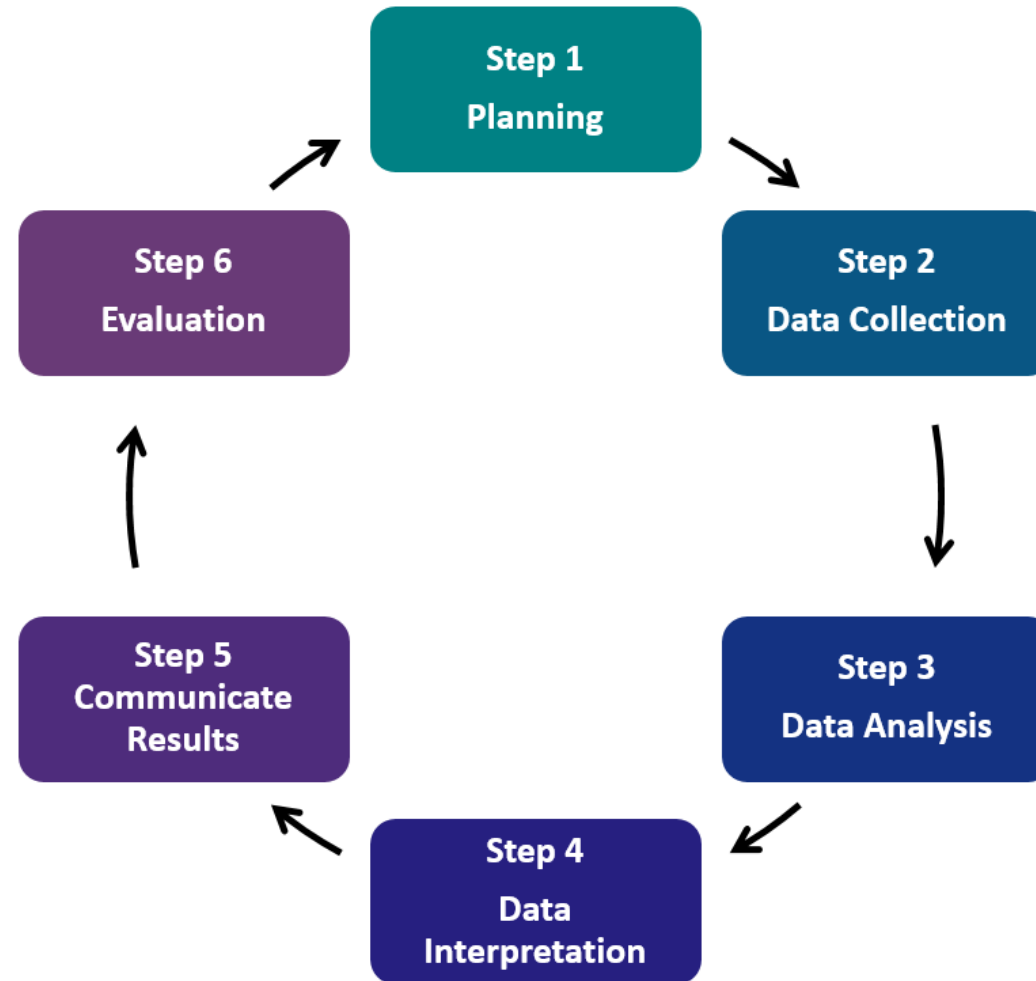 Step 1
Planning
Step 2
Data Collection
Step 3
Data Analysis
Step 4
Data
Interpretation
Step 5
Communicate
Results
Step 6
Evaluation